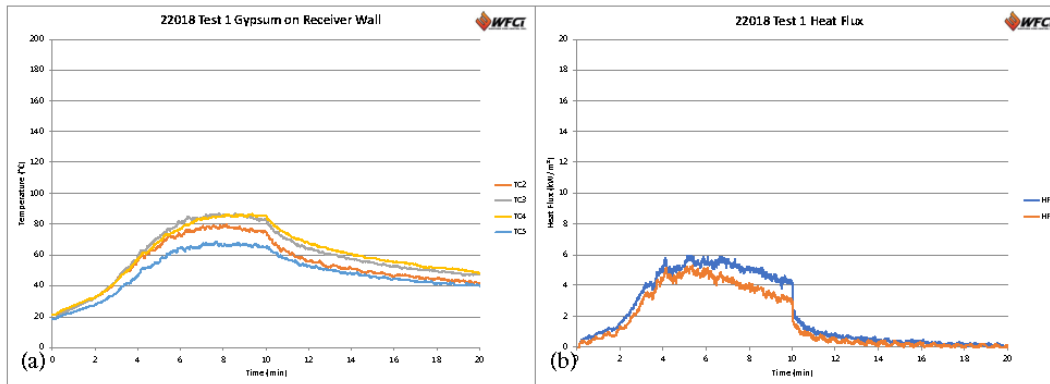 22018 Test 1 Gypsum on Receiver Wall
WFCi
200
180
160
140
120
100
80
60
40
20
0
Temperature (°C)
0 2 4 6 8 10 12 14 16 18 20
Time (min)
TC2
TC3
TC4
TC5
(a)
22018 Test 1 Heat Flux
WFCi
20
18
16
14
12
10
8
6
4
2
0
Heat Flux (kW/m²)
0 2 4 6 8 10 12 14 16 18 20
Time (min)
HF
HF
(b)